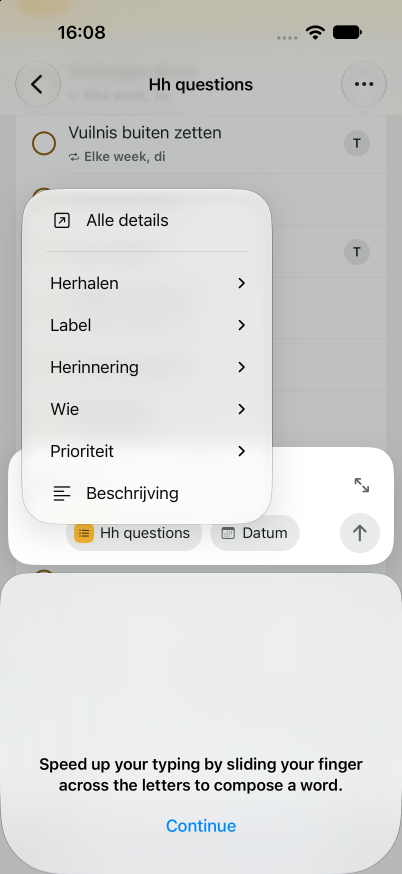 16:08
Hh questions
Vuilnis buiten zetten
Elke week, di
T
T
Alle details
Herhalen
Label
Herinnering
Wie
Prioriteit
Beschrijving
Hh questions
Datum
Speed up your typing by sliding your finger
across the letters to compose a word.
Continue